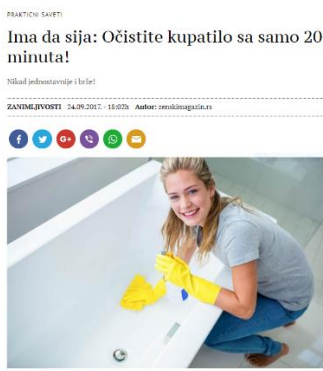 PRAKTIČNI SAVETI
Ima da sija: Očistite kupatilo sa samo 20
minuta!
Nikad jednostavnije i brže!
ZANIMLJIVOSTI 24.09.2017. - 18:02h Autor: zenskimagazin.rs
f
G+